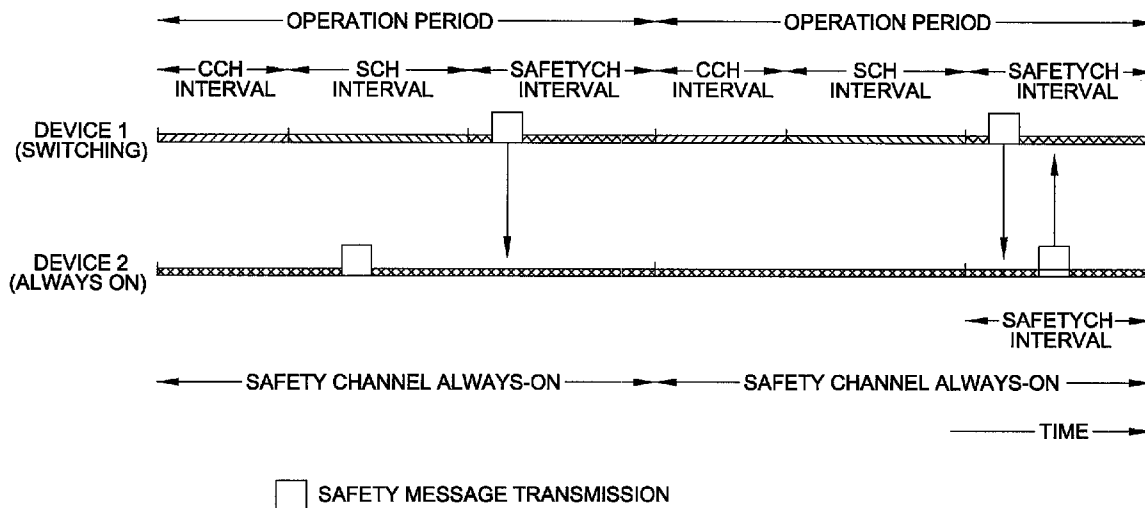 OPERATION PERIOD OPERATION PERIOD
CCH INTERVAL SCH INTERVAL SAFETYCH INTERVAL CCH INTERVAL SCH INTERVAL SAFETYCH INTERVAL
DEVICE 1
(SWITCHING)
DEVICE 2
(ALWAYS ON)
SAFETYCH
INTERVAL
SAFETY CHANNEL ALWAYS-ON SAFETY CHANNEL ALWAYS-ON
TIME
SAFETY MESSAGE TRANSMISSION